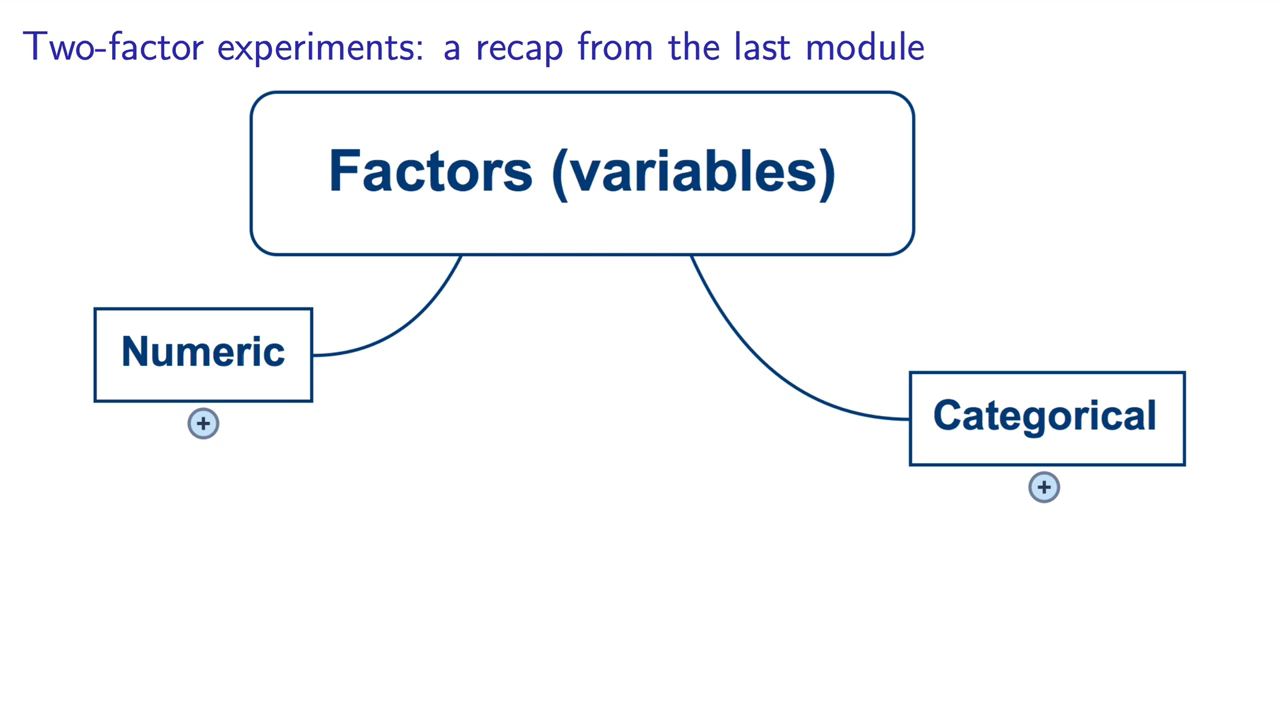 Two-factor experiments: a recap from the last module
Factors (variables)
Numeric
+
Categorical
+